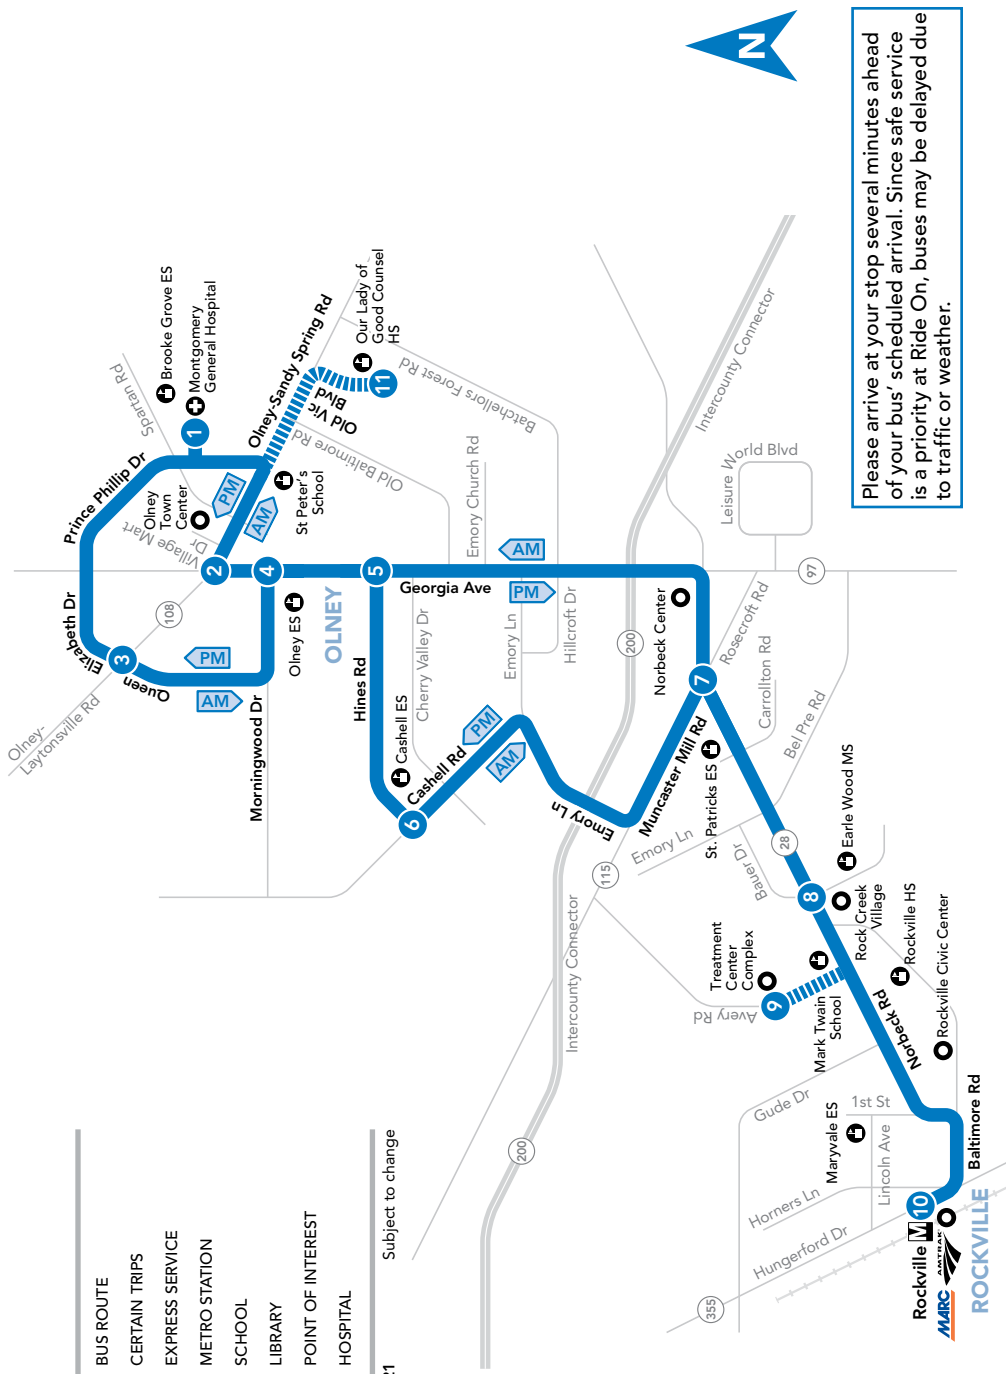 Please arrive at your stop several minutes ahead
of your bus' scheduled arrival. Since safe service
is a priority at Ride On, buses may be delayed due
to traffic or weather.
N
BUS ROUTE
CERTAIN TRIPS
EXPRESS SERVICE
METRO STATION
SCHOOL
LIBRARY
POINT OF INTEREST
HOSPITAL
Subject to change
Brooke Grove ES
Montgomery
General Hospital
Spartan Rd
1
Prince Phillip Dr
Olney
Town
Center
Village Mart
Dr
PM
AM
2
Olney-Sandy Spring Rd
Old Vic
Blvd
Our Lady of
Good Counsel
HS
11
Batchellors Forest Rd
Old Baltimore Rd
St Peter's
School
Elizabeth Dr
Queen
3
108
Olney-
Laytonsville Rd
PM
AM
Morningwood Dr
4
Olney ES
OLNEY
5
Georgia Ave
Emory Church Rd
AM
PM
Hines Rd
Cherry Valley Dr
Emory Ln
Hillcroft Dr
Cashell ES
Cashell Rd
6
PM
AM
Emory Ln
Muncaster Mill Rd
Intercounty Connector
200
Norbeck Center
Leisure World Blvd
97
7
Rosecroft Rd
Carrollton Rd
Bel Pre Rd
St. Patricks ES
Emory Ln
115
Bauer Dr
28
Earle Wood MS
8
Rock Creek
Village
Rockville HS
Rockville Civic Center
Treatment
Center
Complex
9
Avery Rd
Mark Twain
School
Norbeck Rd
Intercounty Connector
200
Gude Dr
1st St
Maryvale ES
Lincoln Ave
Baltimore Rd
Horners Ln
Hungerford Dr
355
10
Rockville M
MARC
AMTRAK
ROCKVILLE